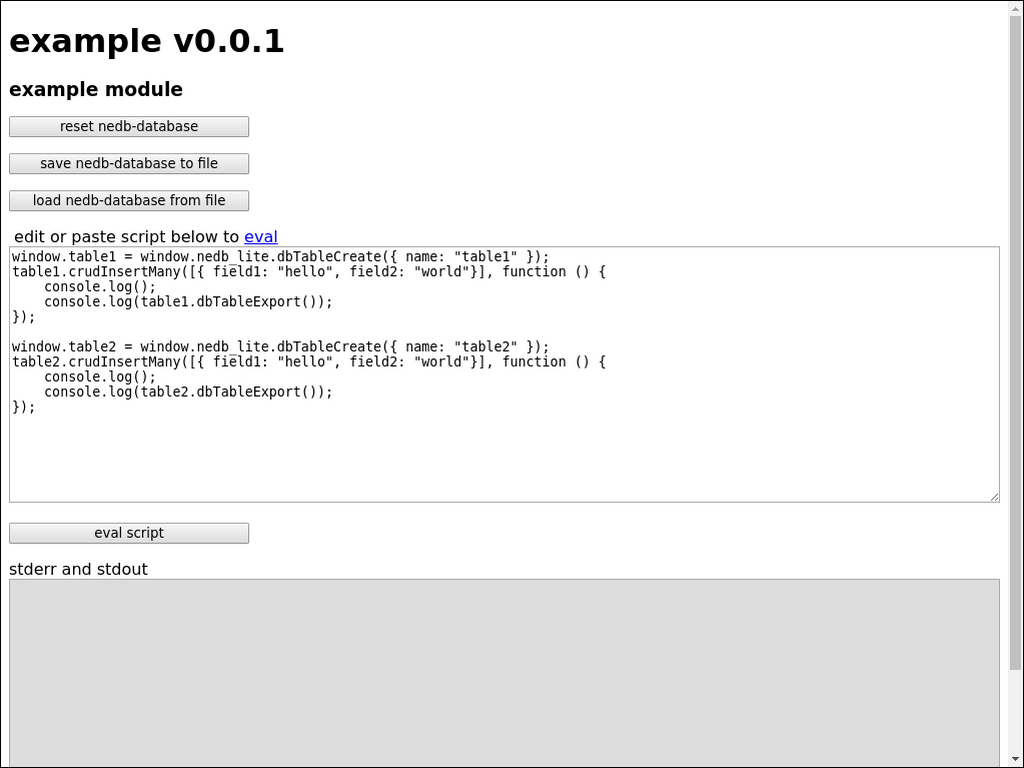 example v0.0.1
example module
reset nedb-database
save nedb-database to file
load nedb-database from file
edit or paste script below to eval
window.table1 = window.nedb_lite.dbTableCreate({ name: "table1" });
table1.crudInsertMany([{ field1: "hello", field2: "world"}], function () {
    console.log();
    console.log(table1.dbTableExport());
});

window.table2 = window.nedb_lite.dbTableCreate({ name: "table2" });
table2.crudInsertMany([{ field1: "hello", field2: "world"}], function () {
    console.log();
    console.log(table2.dbTableExport());
});
eval script
stderr and stdout